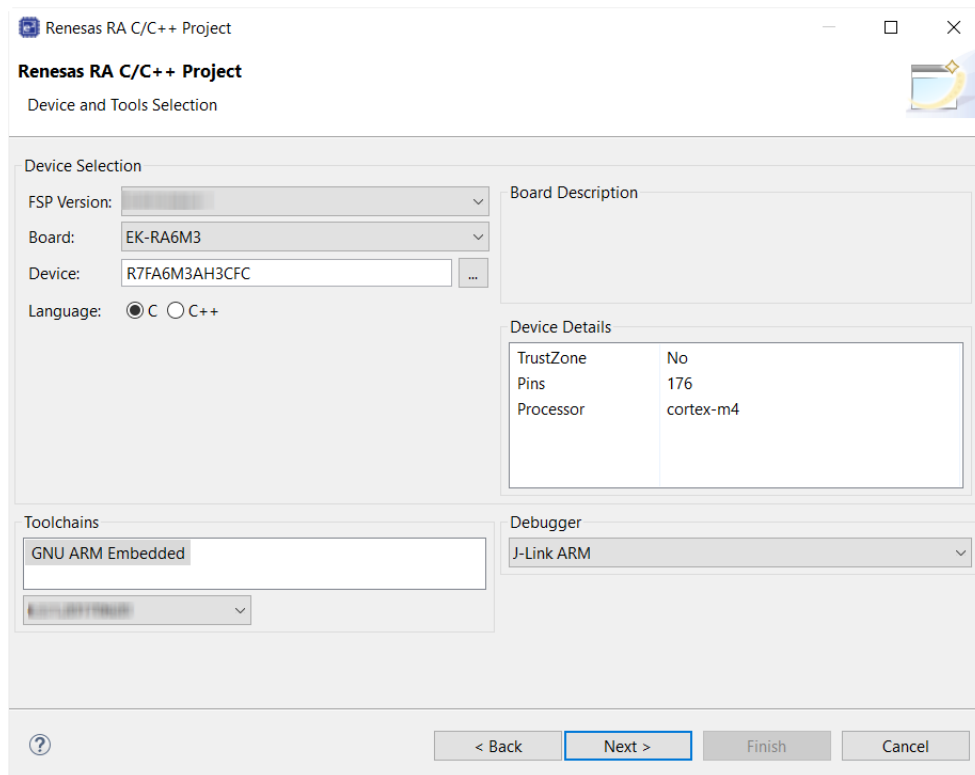 Renesas RA C/C++ Project
Renesas RA C/C++ Project
Device and Tools Selection
Device Selection
FSP Version:
Board: EK-RA6M3
Device: R7FA6M3AH3CFC ...
Language: C C++
Board Description
Device Details
TrustZone No
Pins 176
Processor cortex-m4
Toolchains
GNU ARM Embedded
Debugger
J-Link ARM
? < Back Next > Finish Cancel